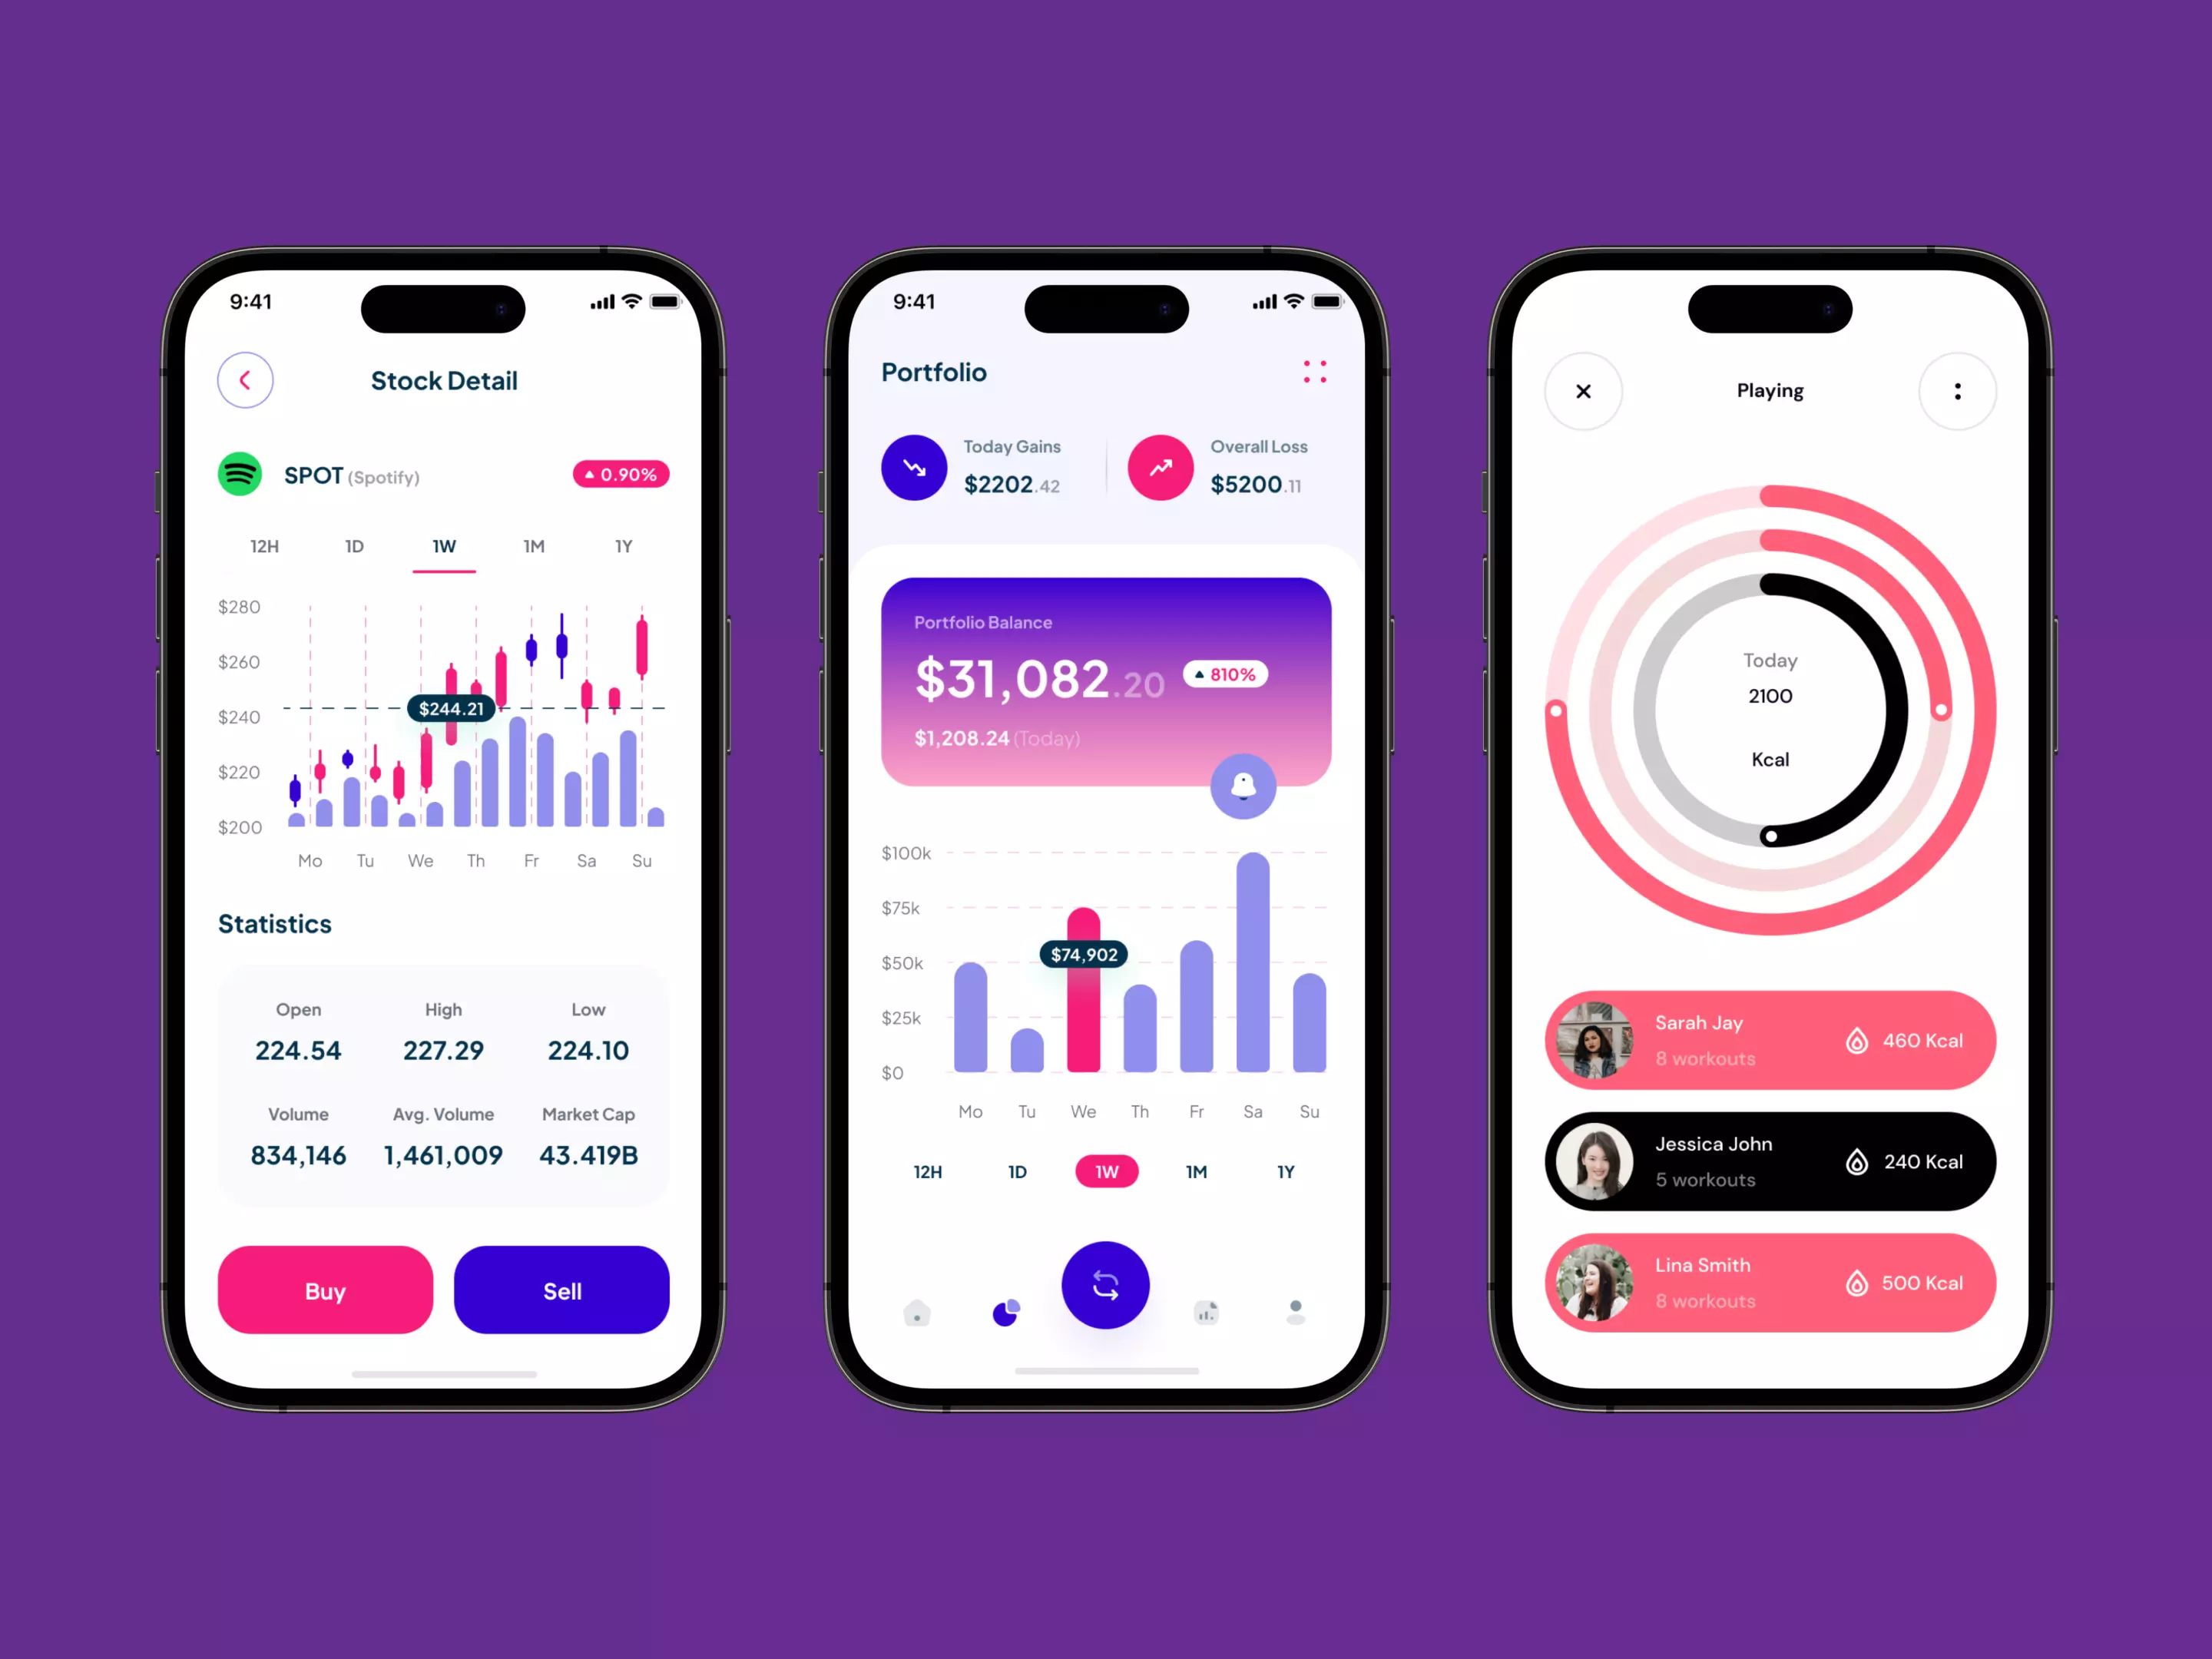 9:41
Stock Detail
SPOT (Spotify)
0.90%
12H 1D 1W 1M 1Y
$280
$260
$240
$220
$200
$244.21
Mo Tu We Th Fr Sa Su
Statistics
Open High Low
224.54 227.29 224.10
Volume Avg. Volume Market Cap
834,146 1,461,009 43.419B
Buy Sell
9:41
Portfolio
Today Gains
$2202.42
Overall Loss
$5200.11
Portfolio Balance
$31,082.20
810%
$1,208.24 (Today)
$100k
$75k
$50k
$25k
$0
$74,902
Mo Tu We Th Fr Sa Su
12H 1D 1W 1M 1Y
Playing
Today
2100
Kcal
Sarah Jay
8 workouts
460 Kcal
Jessica John
5 workouts
240 Kcal
Lina Smith
8 workouts
500 Kcal